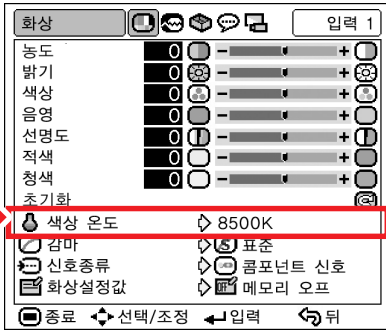 화상 입력 1
농도 0 - +
밝기 0 - +
색상 0 - +
음영 0 - +
선명도 0 - +
적색 0 - +
청색 0 - +
초기화
색상 온도 8500K
감마 S 표준
신호종류 콤포넌트 신호
화상설정값 OFF 메모리 오프
종료 선택/조정 입력 뒤